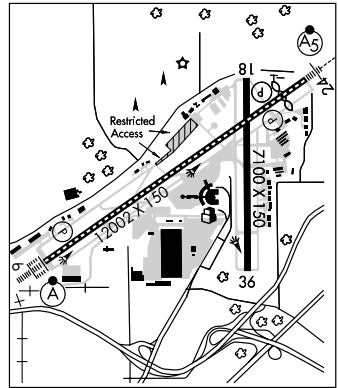 A5
18
P
24
Restricted
Access
P
7100 X 150
12002 X 150
P
6
A
36